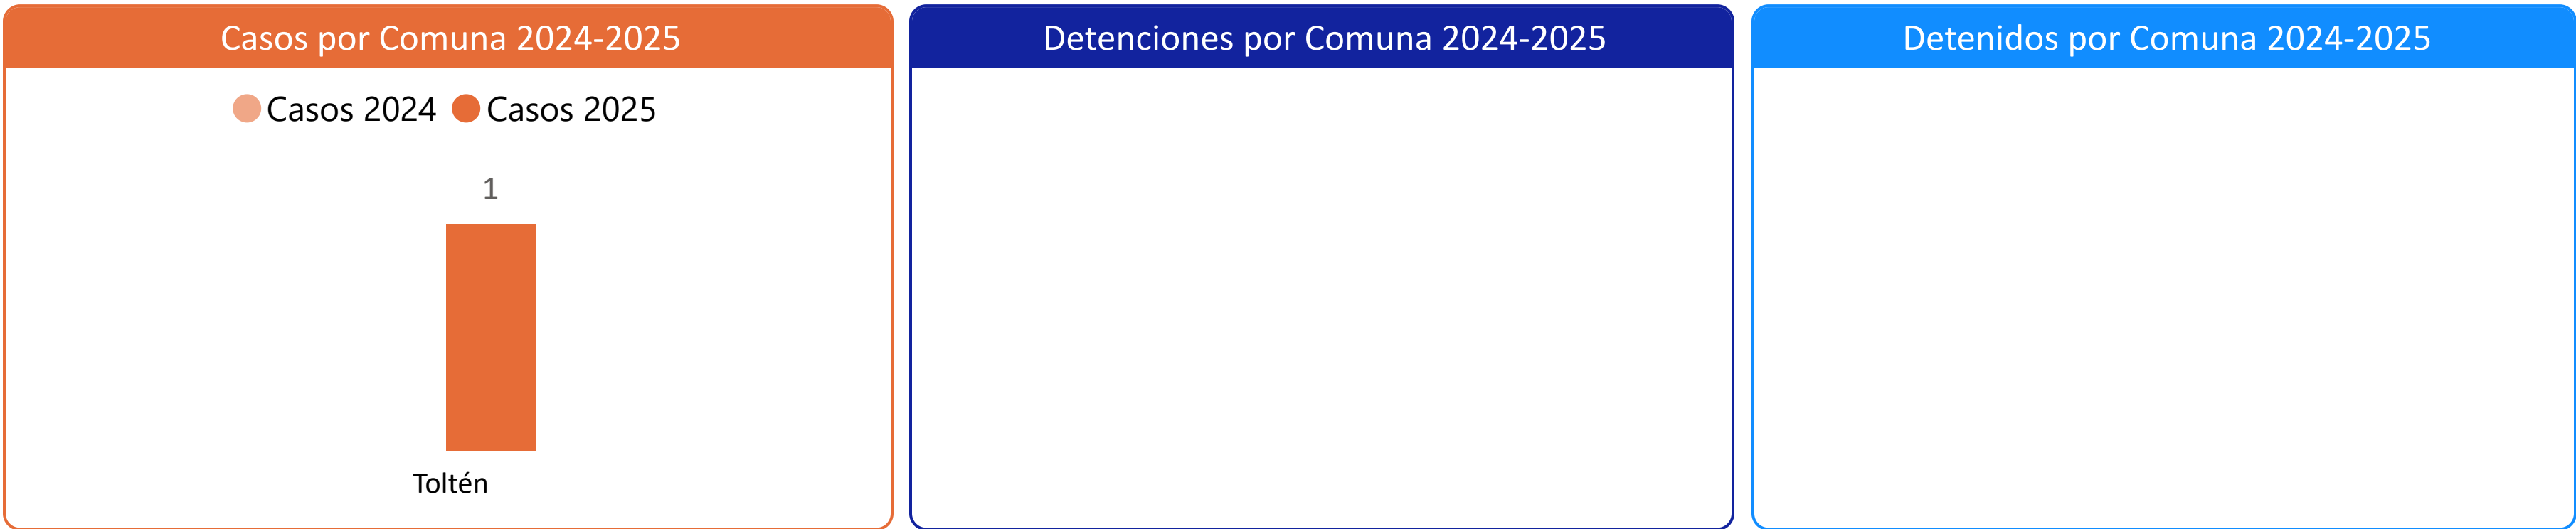 Casos por Comuna 2024-2025
Casos 2024 Casos 2025
1
Toltén
Detenciones por Comuna 2024-2025
Detenidos por Comuna 2024-2025